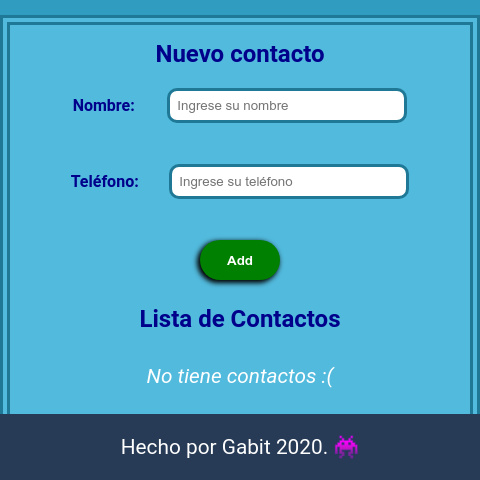 Nuevo contacto
Nombre: Ingrese su nombre
Teléfono: Ingrese su teléfono
Add
Lista de Contactos
No tiene contactos :(
Hecho por Gabit 2020. 👾